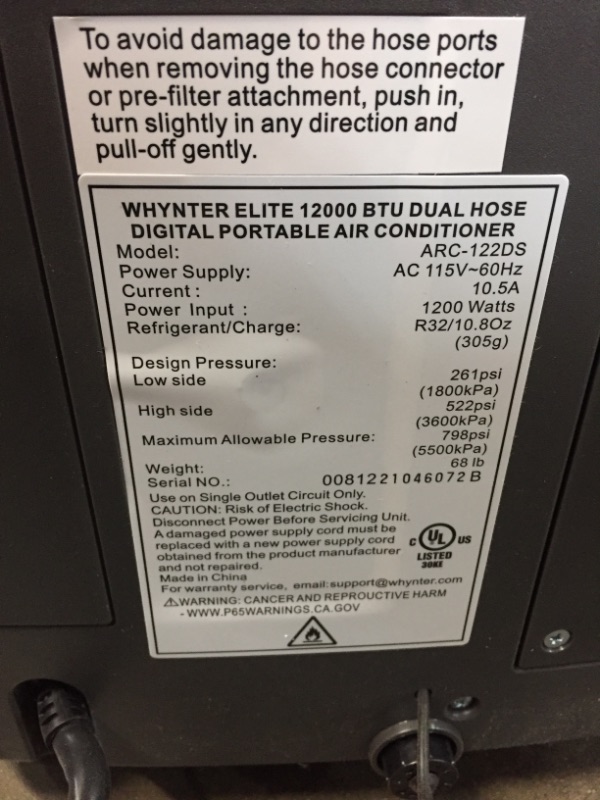 To avoid damage to the hose ports
when removing the hose connector
or pre-filter attachment, push in,
turn slightly in any direction and
pull-off gently.
WHYNTER ELITE 12000 BTU DUAL HOSE
DIGITAL PORTABLE AIR CONDITIONER
Model: ARC-122DS
Power Supply: AC 115V~60Hz
Current : 10.5A
Power Input : 1200 Watts
Refrigerant/Charge: R32/10.8Oz
(305g)
Design Pressure:
Low side 261psi
(1800kPa)
High side 522psi
(3600kPa)
Maximum Allowable Pressure: 798psi
(5500kPa)
Weight: 68 lb
Serial NO.: 0081221046072B
Use on Single Outlet Circuit Only.
CAUTION: Risk of Electric Shock.
Disconnect Power Before Servicing Unit.
A damaged power supply cord must be
replaced with a new power supply cord
obtained from the product manufacturer
and not repaired.
C UL US
LISTED
30KE
Made in China
For warranty service, email:support@whynter.com
⚠WARNING: CANCER AND REPROUCTIVE HARM
- WWW.P65WARNINGS.CA.GOV